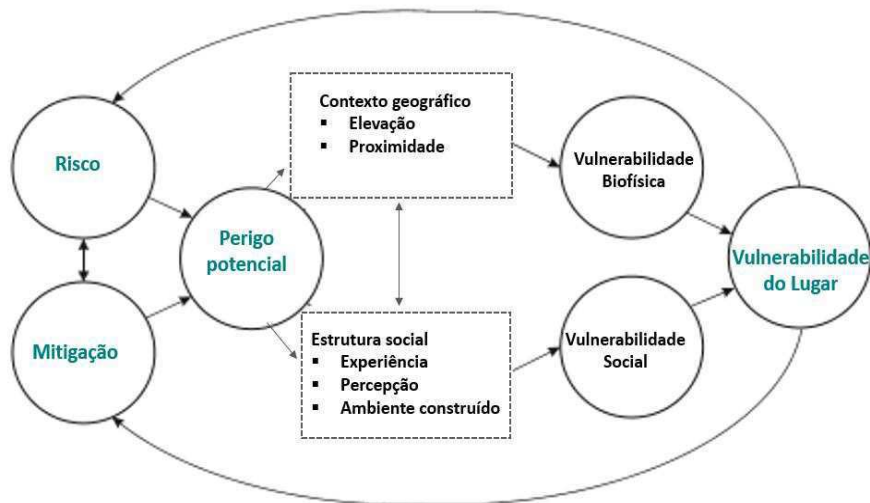 Risco
Mitigação
Perigo
potencial
Contexto geográfico
▪ Elevação
▪ Proximidade
Estrutura social
▪ Experiência
▪ Percepção
▪ Ambiente construído
Vulnerabilidade
Biofísica
Vulnerabilidade
Social
Vulnerabilidade
do Lugar